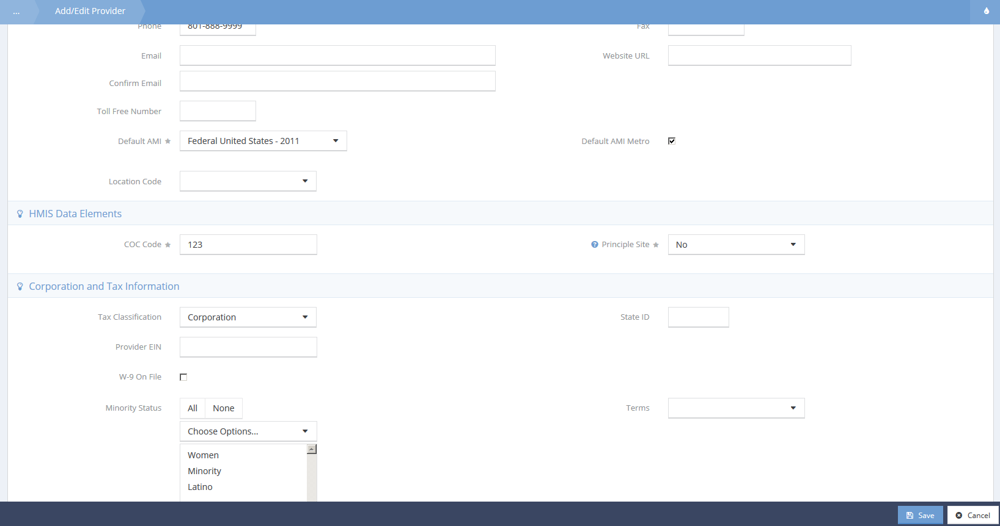 ...
Add/Edit Provider
Phone 801-888-9999 Fax
Email Website URL
Confirm Email
Toll Free Number
Default AMI Federal United States - 2011 Default AMI Metro
Location Code
HMIS Data Elements
COC Code 123 Principle Site No
Corporation and Tax Information
Tax Classification Corporation State ID
Provider EIN
W-9 On File
Minority Status All None Terms
Choose Options...
Women
Minority
Latino
Save Cancel